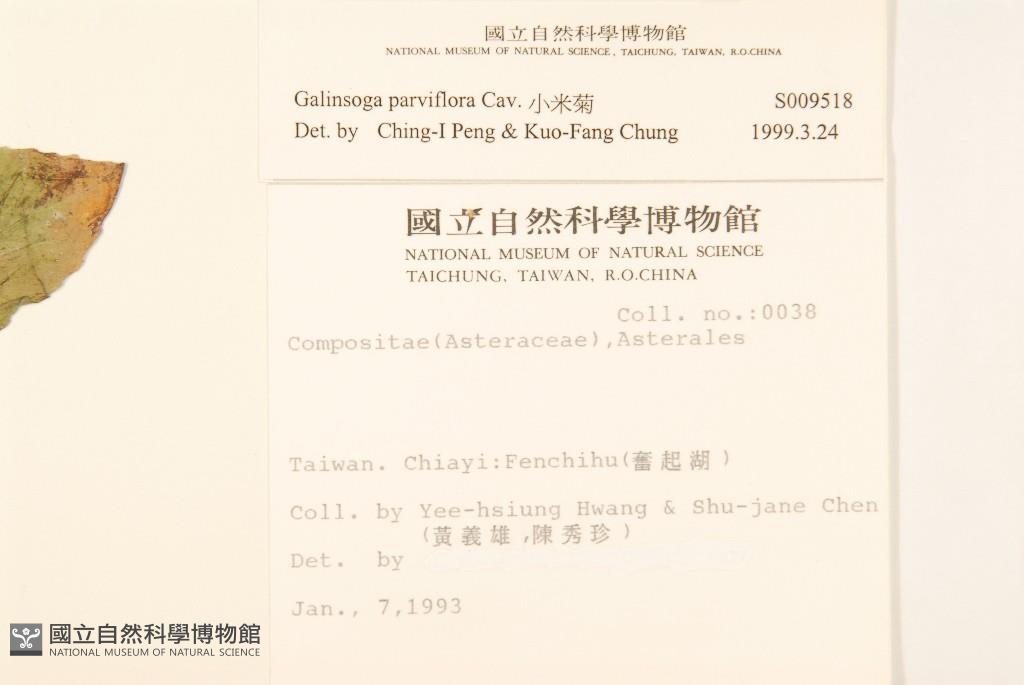 國立自然科學博物館
NATIONAL MUSEUM OF NATURAL SCIENCE, TAICHUNG, TAIWAN, R.O.CHINA
Galinsoga parviflora Cav. 小米菊 S009518
Det. by Ching-I Peng & Kuo-Fang Chung 1999.3.24
國立自然科學博物館
NATIONAL MUSEUM OF NATURAL SCIENCE
TAICHUNG, TAIWAN, R.O.CHINA
Coll. no.:0038
Compositae(Asteraceae),Asterales
Taiwan. Chiayi:Fenchihu(奮起湖)
Coll. by Yee-hsiung Hwang & Shu-jane Chen
(黃義雄,陳秀珍)
Det. by
Jan., 7,1993
國立自然科學博物館
NATIONAL MUSEUM OF NATURAL SCIENCE